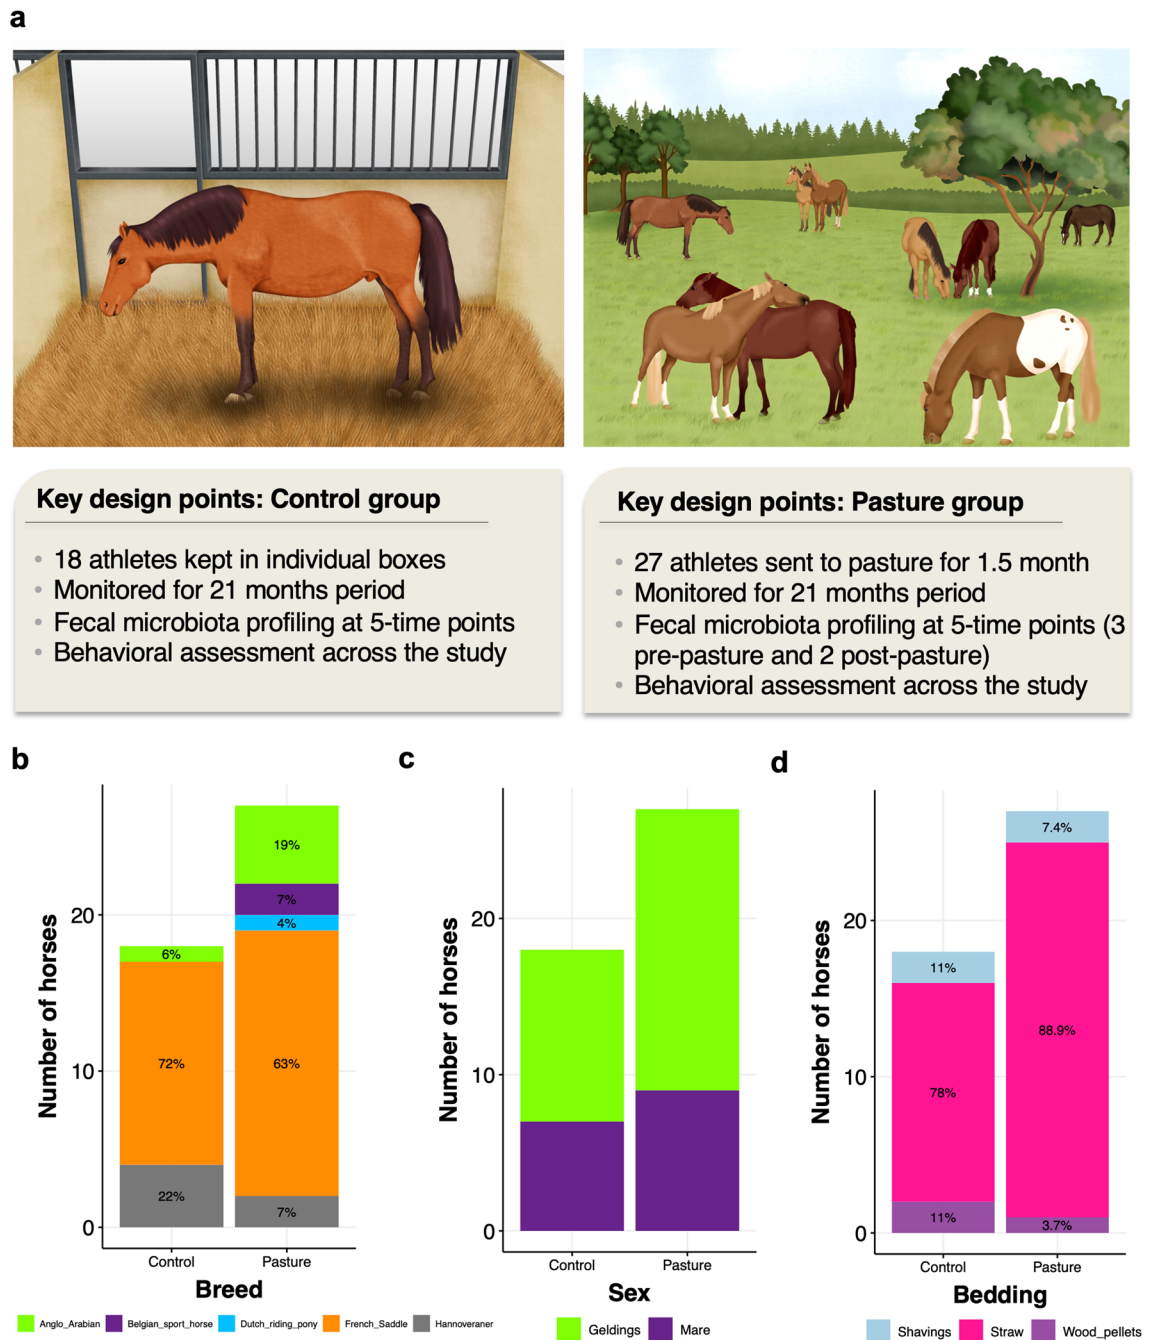 a
Key design points: Control group
• 18 athletes kept in individual boxes
• Monitored for 21 months period
• Fecal microbiota profiling at 5-time points
• Behavioral assessment across the study
Key design points: Pasture group
• 27 athletes sent to pasture for 1.5 month
• Monitored for 21 months period
• Fecal microbiota profiling at 5-time points (3
pre-pasture and 2 post-pasture)
• Behavioral assessment across the study
b
Number of horses
20
10
0
6%
72%
22%
19%
7%
4%
63%
7%
Control Pasture
Breed
Anglo_Arabian Belgian_sport_horse Dutch_riding_pony French_Saddle Hannoveraner
c
Number of horses
20
10
0
Control Pasture
Sex
Geldings Mare
d
Number of horses
20
10
0
11%
78%
11%
7.4%
88.9%
3.7%
Control Pasture
Bedding
Shavings Straw Wood_pellets